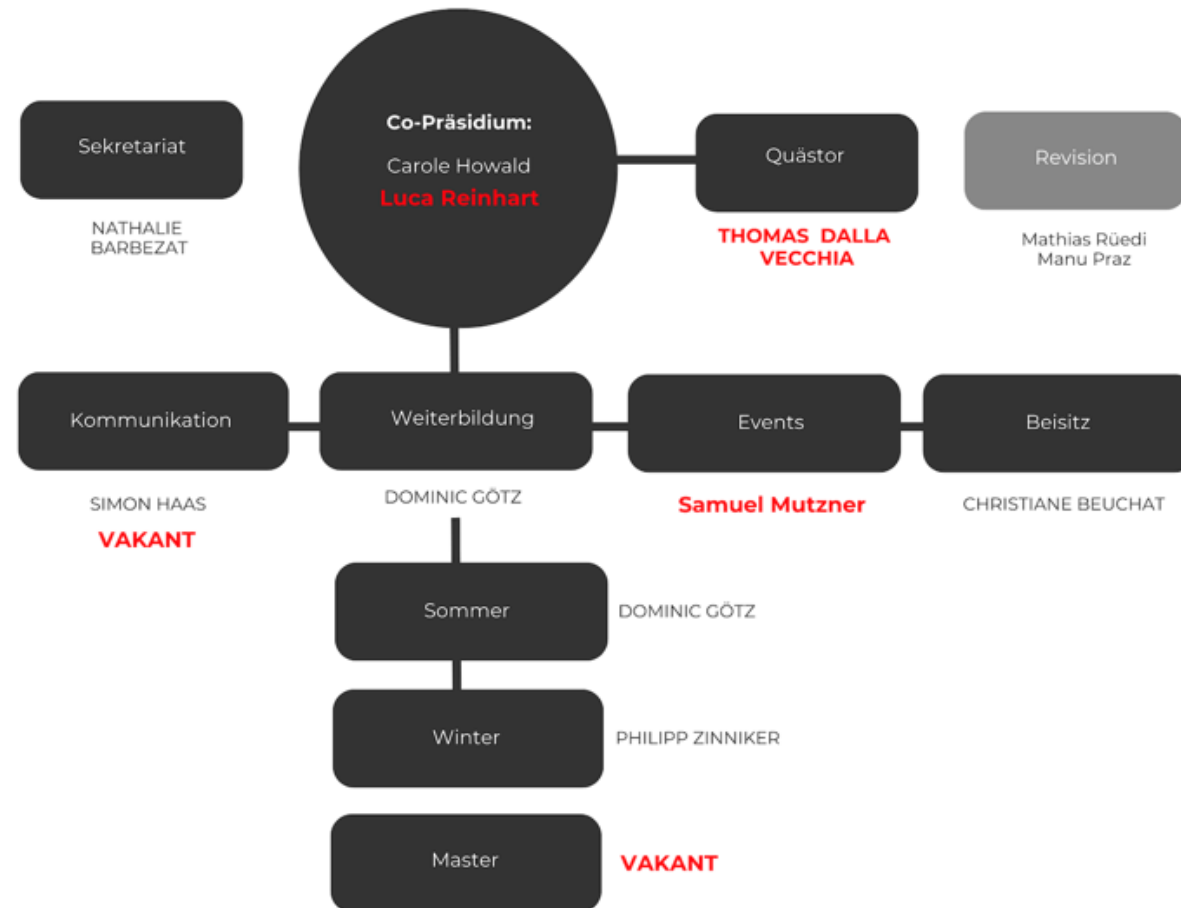 Co-Präsidium:
Carole Howald
Luca Reinhart
Sekretariat
NATHALIE
BARBEZAT
Quästor
THOMAS DALLA
VECCHIA
Revision
Mathias Rüedi
Manu Praz
Kommunikation
SIMON HAAS
VAKANT
Weiterbildung
DOMINIC GÖTZ
Events
Samuel Mutzner
Beisitz
CHRISTIANE BEUCHAT
Sommer
DOMINIC GÖTZ
Winter
PHILIPP ZINNIKER
Master
VAKANT